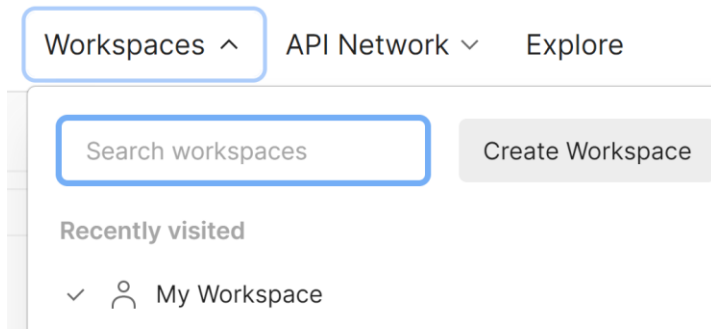 Workspaces API Network Explore
Search workspaces Create Workspace
Recently visited
My Workspace